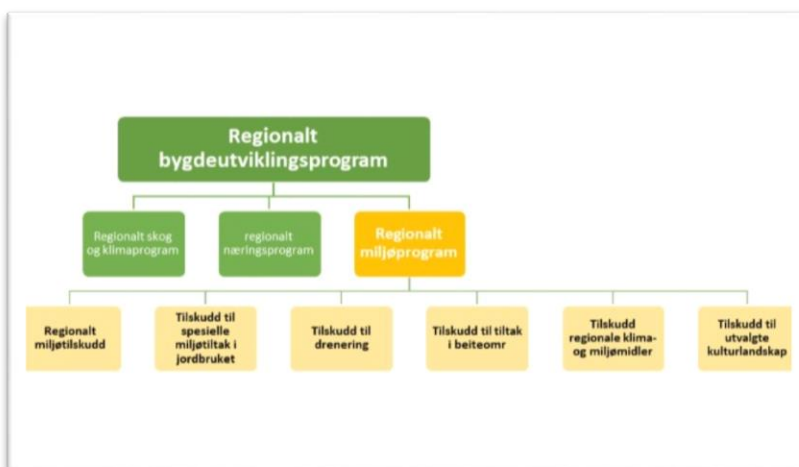 Regionalt
bygdeutviklingsprogram
Regionalt skog
og klimaprogram
regionalt
næringsprogram
Regionalt
miljøprogram
Regionalt
miljøtilskudd
Tilskudd til
spesielle
miljøtiltak i
jordbruket
Tilskudd til
drenering
Tilskudd til tiltak
i beiteomr
Tilskudd
regionale klima-
og miljømidler
Tilskudd til
utvalgte
kulturlandskap